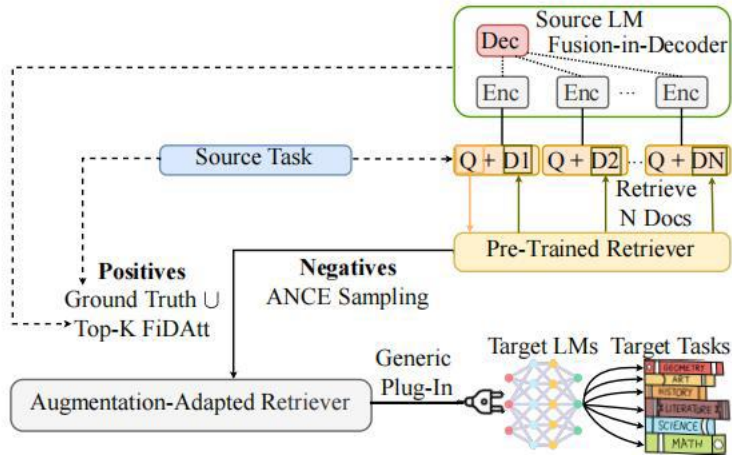 Source LM
Fusion-in-Decoder
Dec
Enc
Enc
...
Enc
Source Task
Q + D1
Q + D2
...
Q + DN
Retrieve
N Docs
Pre-Trained Retriever
Positives
Ground Truth ∪
Top-K FiDAtt
Negatives
ANCE Sampling
Augmentation-Adapted Retriever
Generic
Plug-In
Target LMs
Target Tasks
GEOMETRY
ART
HISTORY
LITERATURE
SCIENCE
MATH